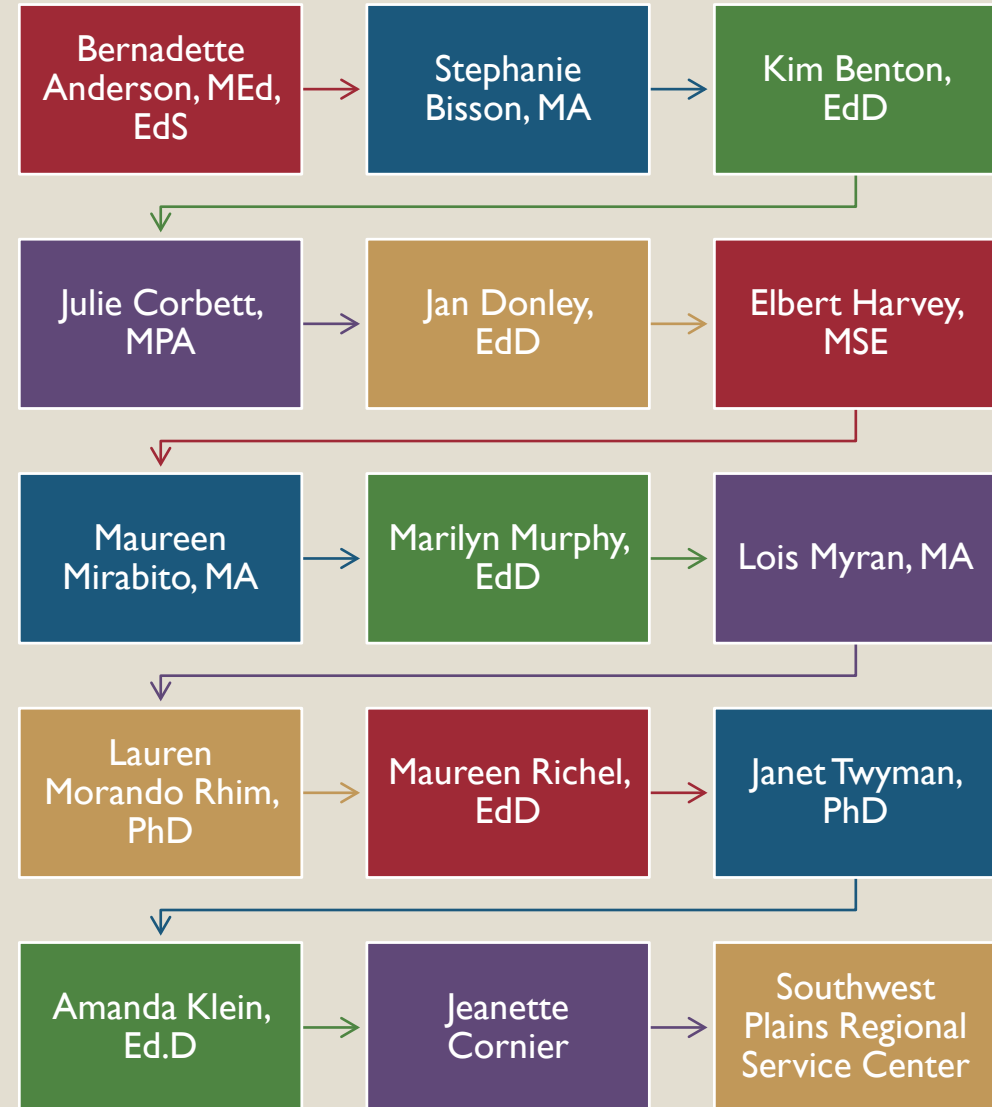 Bernadette
Anderson, MEd,
EdS
Stephanie
Bisson, MA
Kim Benton,
EdD
Julie Corbett,
MPA
Jan Donley,
EdD
Elbert Harvey,
MSE
Maureen
Mirabito, MA
Marilyn Murphy,
EdD
Lois Myran, MA
Lauren
Morando Rhim,
PhD
Maureen Richel,
EdD
Janet Twyman,
PhD
Amanda Klein,
Ed.D
Jeanette
Cornier
Southwest
Plains Regional
Service Center